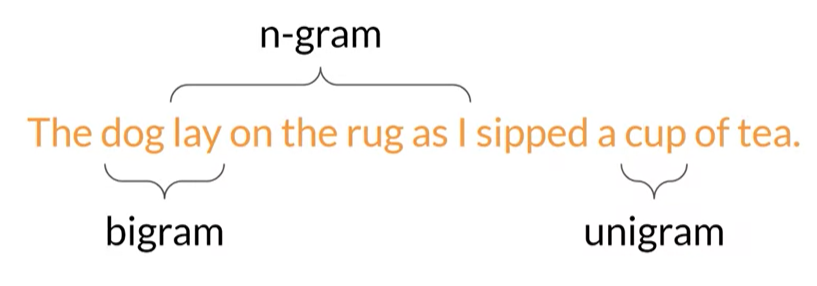 n-gram
The dog lay on the rug as I sipped a cup of tea.
bigram
unigram